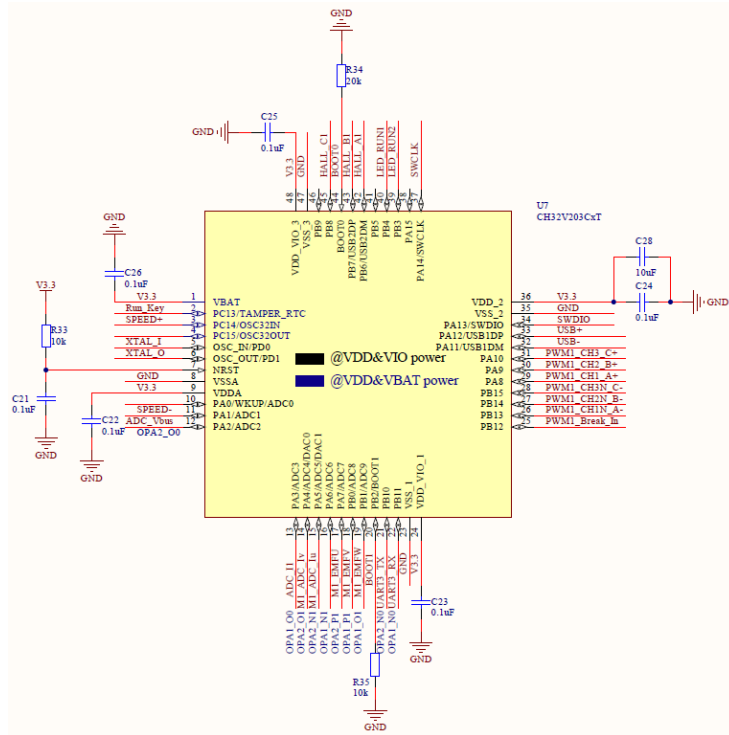 GND
R34
20k
C25
GND
0.1uF
V3.3
GND
HALL_C1
BOOT0
HALL_B1
HALL_A1
LED_RUN1
LED_RUN2
SWCLK
48
47
46
45
44
43
42
41
40
39
38
37
VDD_VIO_3
VSS_3
PB9
PB8
BOOT0
PB7/USB2DP
PB6/USB2DM
PB5
PB4
PB3
PA15
PA14/SWCLK
U7
CH32V203CxT
GND
C26
0.1uF
V3.3
R33
10k
C21
0.1uF
GND
C22
0.1uF
GND
V3.3 1 VBAT
Run_Key 2 PC13/TAMPER_RTC
SPEED+ 3 PC14/OSC32IN
4 PC15/OSC32OUT
XTAL_I 5 OSC_IN/PD0
XTAL_O 6 OSC_OUT/PD1
7 NRST
GND 8 VSSA
V3.3 9 VDDA
10 PA0/WKUP/ADC0
SPEED- 11 PA1/ADC1
ADC_Vbus 12 PA2/ADC2
OPA2_O0
@VDD&VIO power
@VDD&VBAT power
VDD_2 36 V3.3
VSS_2 35 GND
PA13/SWDIO 34 SWDIO
PA12/USB1DP 33 USB+
PA11/USB1DM 32 USB-
PA10 31 PWM1_CH3_C+
PA9 30 PWM1_CH2_B+
PA8 29 PWM1_CH1_A+
PB15 28 PWM1_CH3N_C-
PB14 27 PWM1_CH2N_B-
PB13 26 PWM1_CH1N_A-
PB12 25 PWM1_Break_In
C28
10uF
C24
0.1uF
GND
PA3/ADC3
PA4/ADC4/DAC0
PA5/ADC5/DAC1
PA6/ADC6
PA7/ADC7
PB0/ADC8
PB1/ADC9
PB2/BOOT1
PB10
PB11
VSS_1
VDD_VIO_1
13
14
15
16
17
18
19
20
21
22
23
24
ADC_I1
M1_ADC_Iv
M1_ADC_Iu
M1_EMFU
M1_EMFV
M1_EMFW
BOOT1
UART3_TX
UART3_RX
GND
V3.3
OPA1_O0
OPA2_O1
OPA2_N1
OPA1_N1
OPA2_P1
OPA1_P1
OPA1_O1
OPA2_N0
OPA1_N0
C23
0.1uF
GND
R35
10k
GND